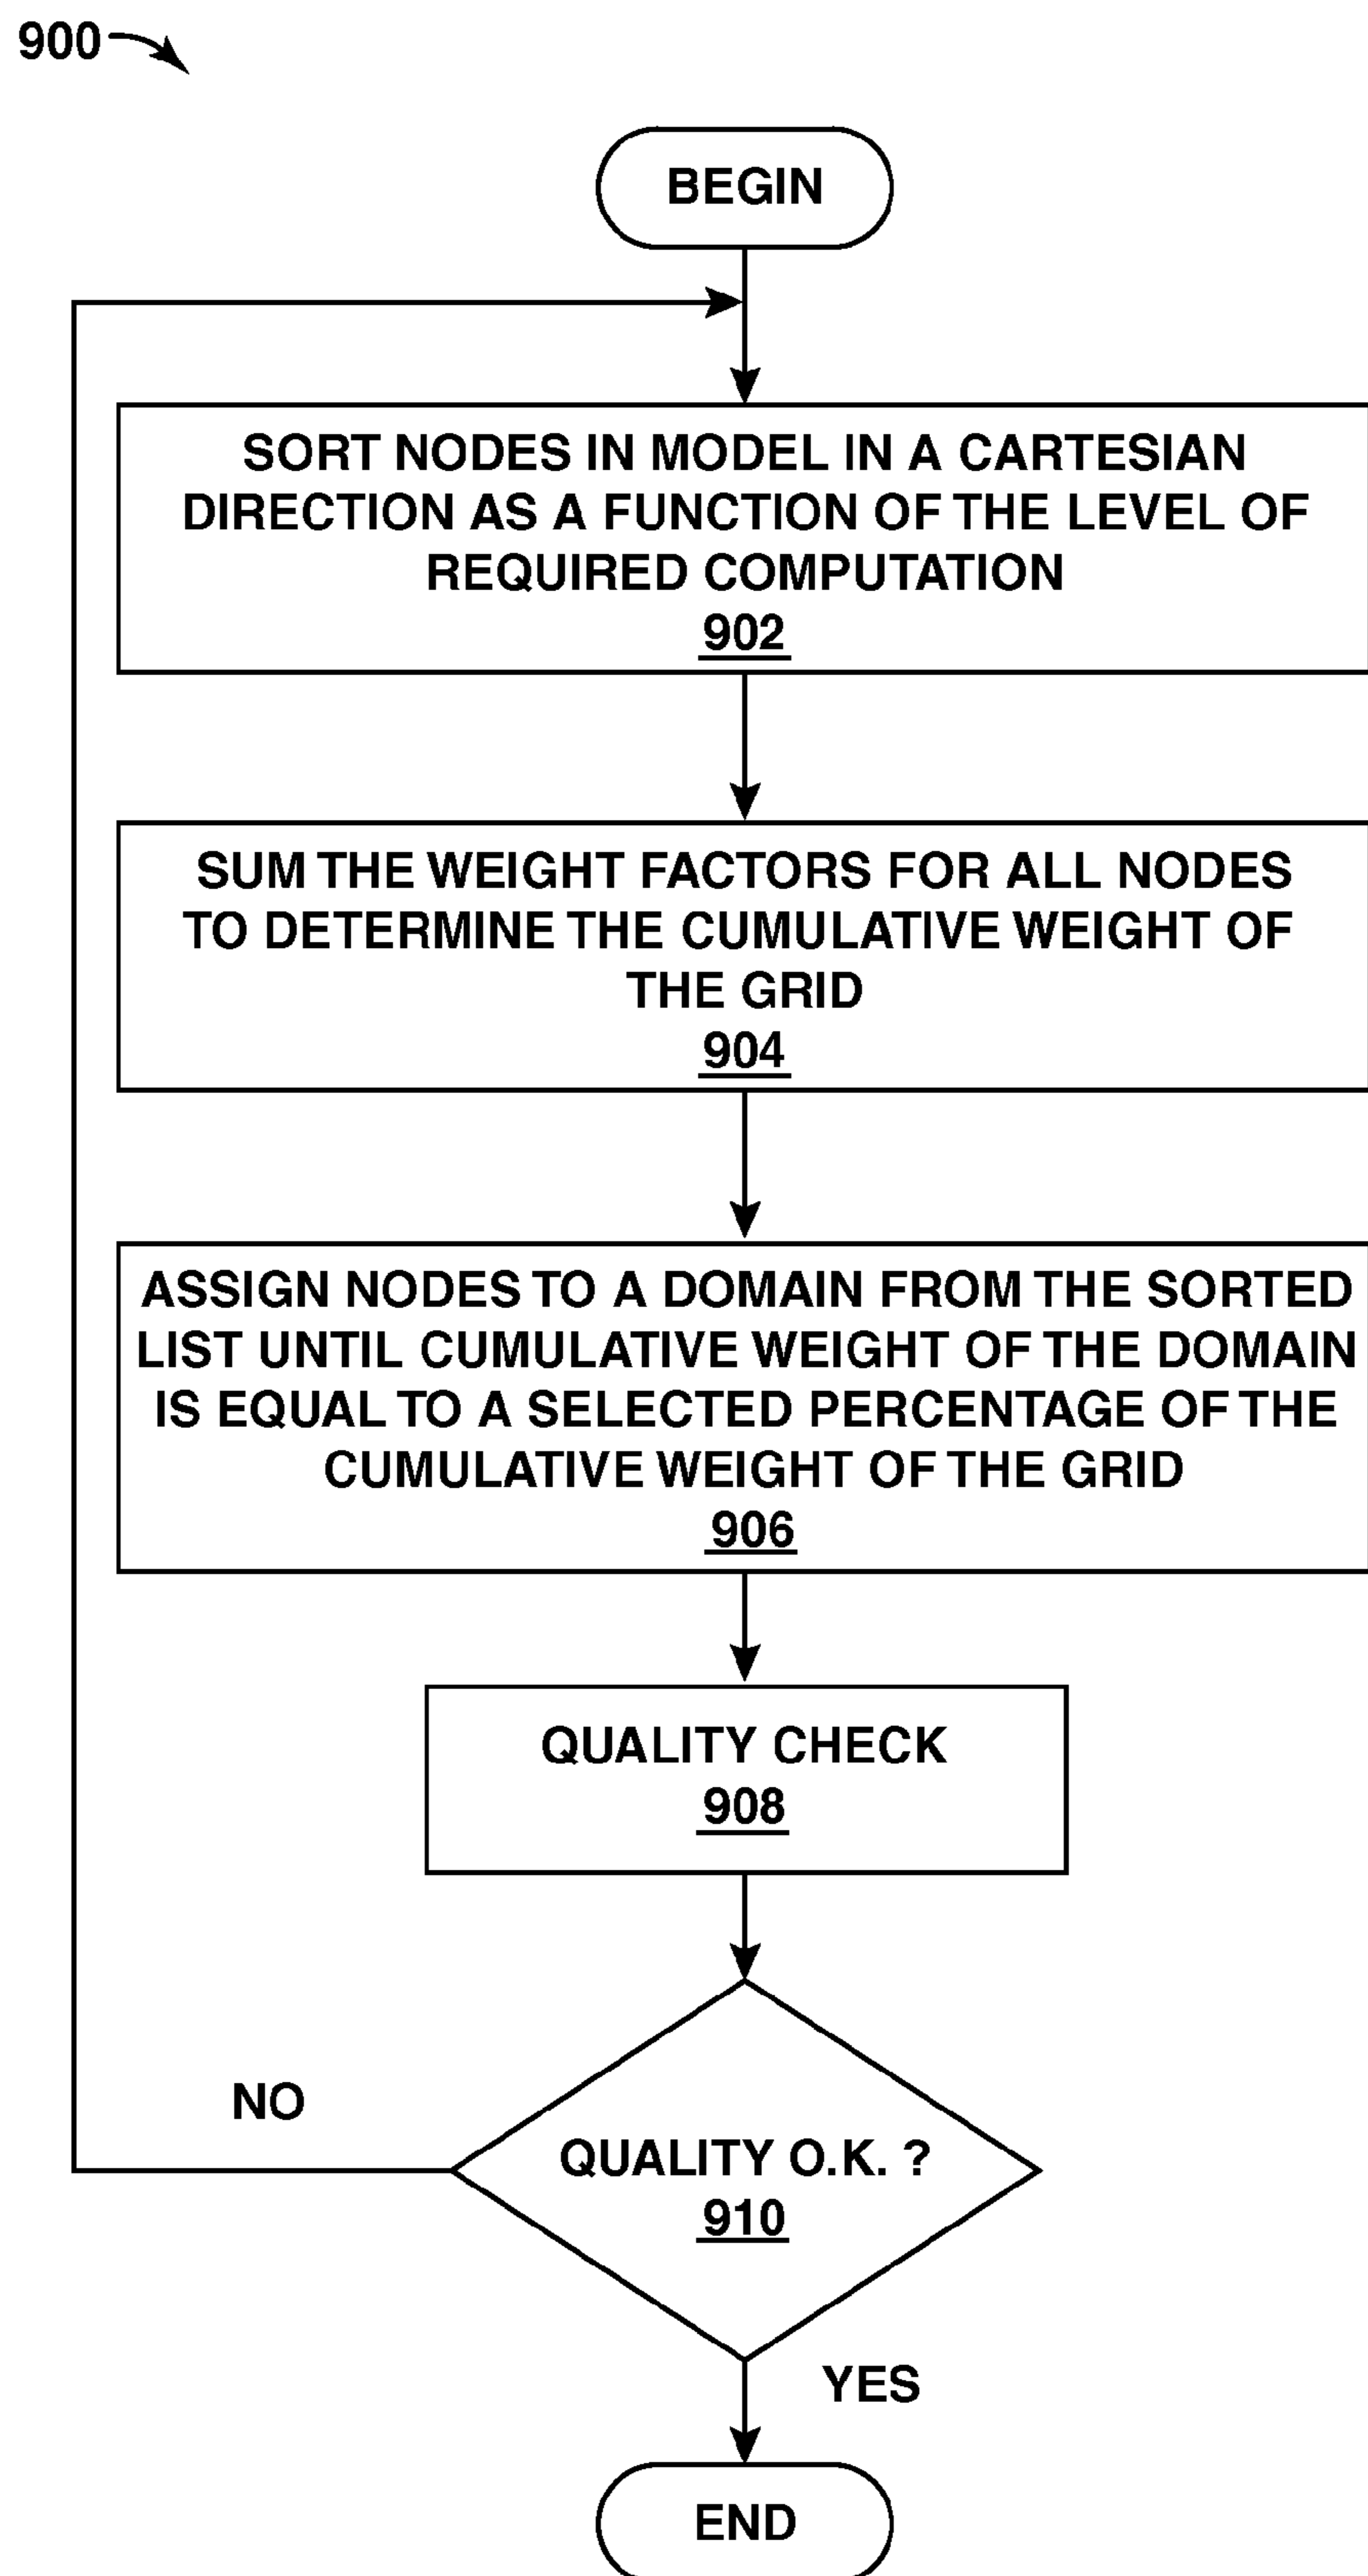 900
BEGIN
SORT NODES IN MODEL IN A CARTESIAN
DIRECTION AS A FUNCTION OF THE LEVEL OF
REQUIRED COMPUTATION
902
SUM THE WEIGHT FACTORS FOR ALL NODES
TO DETERMINE THE CUMULATIVE WEIGHT OF
THE GRID
904
ASSIGN NODES TO A DOMAIN FROM THE SORTED
LIST UNTIL CUMULATIVE WEIGHT OF THE DOMAIN
IS EQUAL TO A SELECTED PERCENTAGE OF THE
CUMULATIVE WEIGHT OF THE GRID
906
QUALITY CHECK
908
NO
QUALITY O.K. ?
910
YES
END